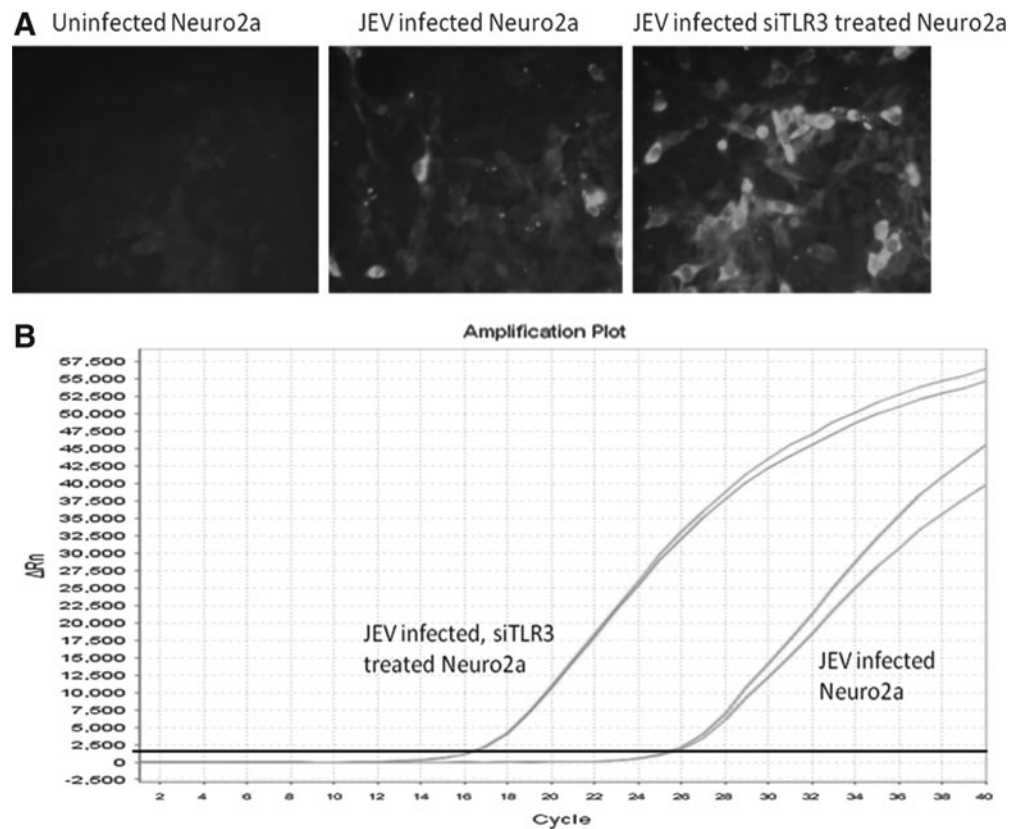 A
Uninfected Neuro2a
JEV infected Neuro2a
JEV infected siTLR3 treated Neuro2a
B
Amplification Plot
57,500
55,000
52,500
50,000
47,500
45,000
42,500
40,000
37,500
35,000
32,500
30,000
27,500
25,000
22,500
20,000
17,500
15,000
12,500
10,000
7,500
5,000
2,500
0
-2,500
ΔRn
JEV infected, siTLR3
treated Neuro2a
JEV infected
Neuro2a
2 4 6 8 10 12 14 16 18 20 22 24 26 28 30 32 34 36 38 40
Cycle